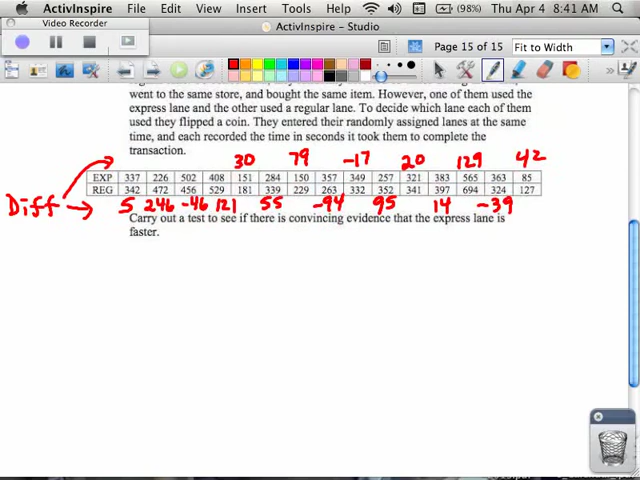 ActivInspire File Edit View Insert Tools Help (98%) Thu Apr 4 8:41 AM
Video Recorder
ActivInspire - Studio
Page 15 of 15 Fit to Width
went to the same store, and bought the same item. However, one of them used the
express lane and the other used a regular lane. To decide which lane each of them
used they flipped a coin. They entered their randomly assigned lanes at the same
time, and each recorded the time in seconds it took them to complete the
transaction.
30 79 -17 20 129 42
EXP 337 226 502 408 151 284 150 357 349 257 321 383 565 363 85
REG 342 472 456 529 181 339 229 263 332 352 341 397 694 324 127
Diff 5 246 -46 121 55 -94 95 14 -39
Carry out a test to see if there is convincing evidence that the express lane is
faster.